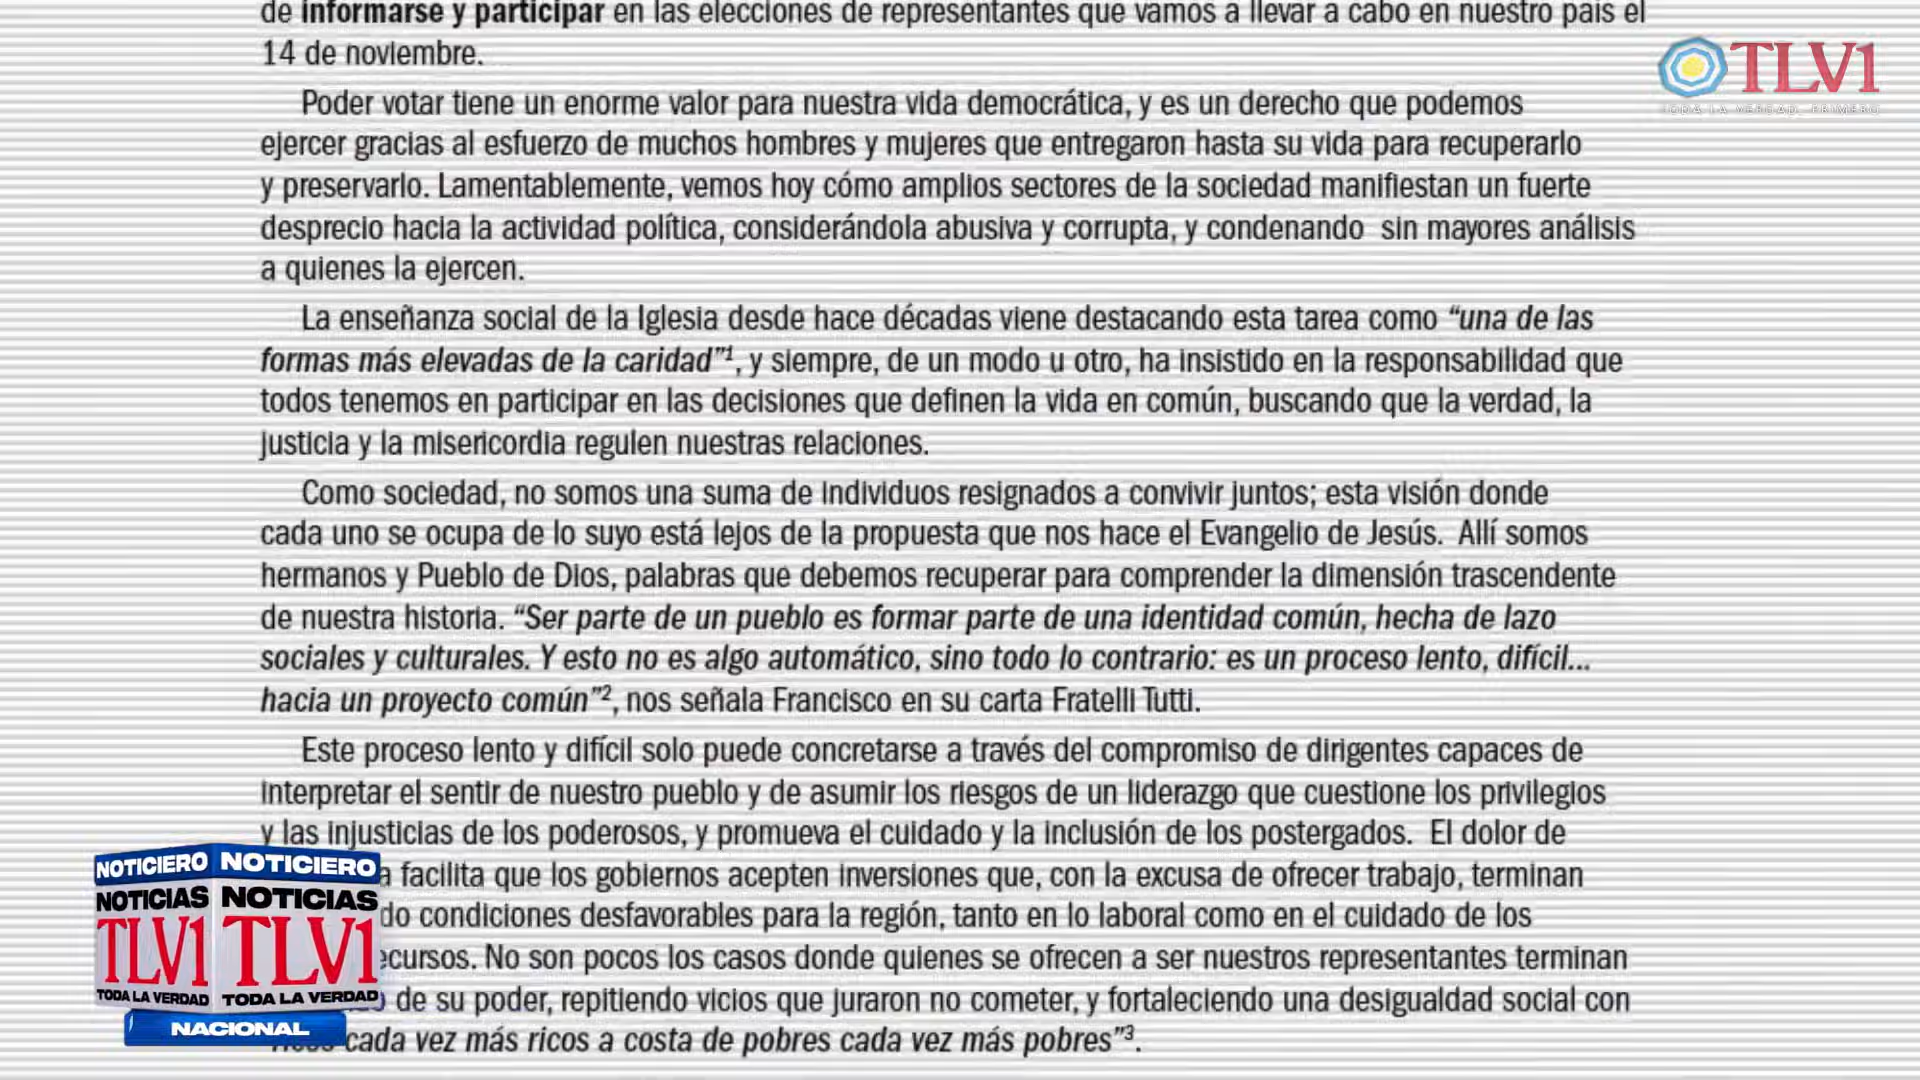 de informarse y participar en las elecciones de representantes que vamos a llevar a cabo en nuestro país el
14 de noviembre.
TLV1
TODA LA VERDAD, PRIMERO
Poder votar tiene un enorme valor para nuestra vida democrática, y es un derecho que podemos
ejercer gracias al esfuerzo de muchos hombres y mujeres que entregaron hasta su vida para recuperarlo
y preservarlo. Lamentablemente, vemos hoy cómo amplios sectores de la sociedad manifiestan un fuerte
desprecio hacia la actividad política, considerándola abusiva y corrupta, y condenando sin mayores análisis
a quienes la ejercen.
La enseñanza social de la Iglesia desde hace décadas viene destacando esta tarea como “una de las
formas más elevadas de la caridad”¹, y siempre, de un modo u otro, ha insistido en la responsabilidad que
todos tenemos en participar en las decisiones que definen la vida en común, buscando que la verdad, la
justicia y la misericordia regulen nuestras relaciones.
Como sociedad, no somos una suma de individuos resignados a convivir juntos; esta visión donde
cada uno se ocupa de lo suyo está lejos de la propuesta que nos hace el Evangelio de Jesús. Allí somos
hermanos y Pueblo de Dios, palabras que debemos recuperar para comprender la dimensión trascendente
de nuestra historia. “Ser parte de un pueblo es formar parte de una identidad común, hecha de lazo
sociales y culturales. Y esto no es algo automático, sino todo lo contrario: es un proceso lento, difícil...
hacia un proyecto común”², nos señala Francisco en su carta Fratelli Tutti.
Este proceso lento y difícil solo puede concretarse a través del compromiso de dirigentes capaces de
interpretar el sentir de nuestro pueblo y de asumir los riesgos de un liderazgo que cuestione los privilegios
y las injusticias de los poderosos, y promueva el cuidado y la inclusión de los postergados. El dolor de
a facilita que los gobiernos acepten inversiones que, con la excusa de ofrecer trabajo, terminan
do condiciones desfavorables para la región, tanto en lo laboral como en el cuidado de los
ecursos. No son pocos los casos donde quienes se ofrecen a ser nuestros representantes terminan
de su poder, repitiendo vicios que juraron no cometer, y fortaleciendo una desigualdad social con
cada vez más ricos a costa de pobres cada vez más pobres”³.
NOTICIERO NOTICIERO
NOTICIAS NOTICIAS
TLV1 TLV1
TODA LA VERDAD TODA LA VERDAD
NACIONAL